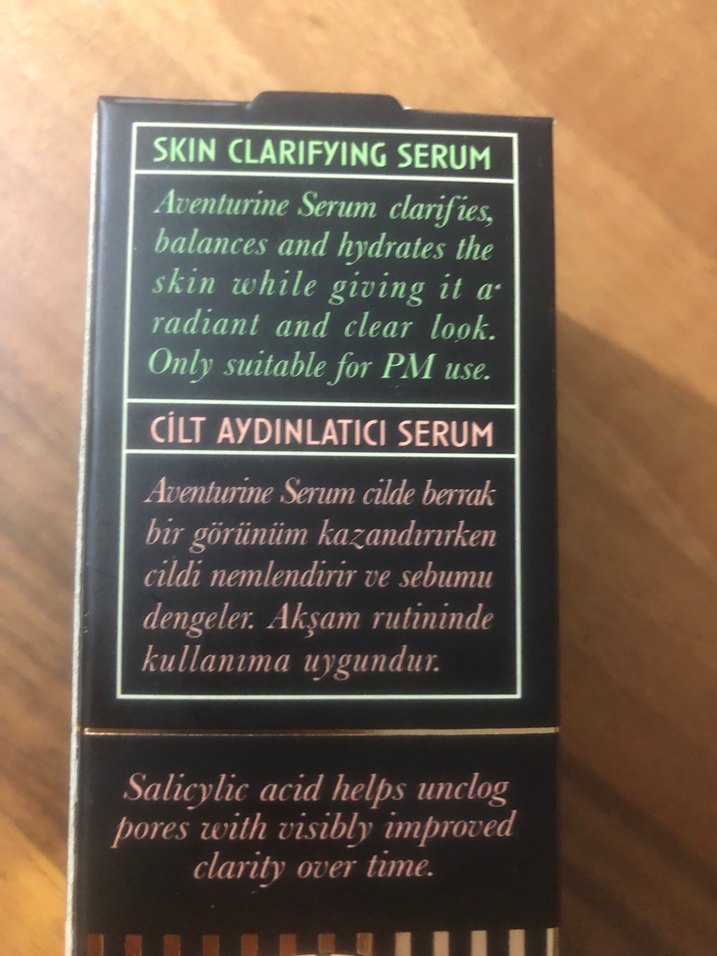 SKIN CLARIFYING SERUM
Aventurine Serum clarifies,
balances and hydrates the
skin while giving it a
radiant and clear look.
Only suitable for PM use.
CİLT AYDINLATICI SERUM
Aventurine Serum cilde berrak
bir görünüm kazandırırken
cildi nemlendirir ve sebumu
dengeler. Akşam rutininde
kullanıma uygundur.
Salicylic acid helps unclog
pores with visibly improved
clarity over time.